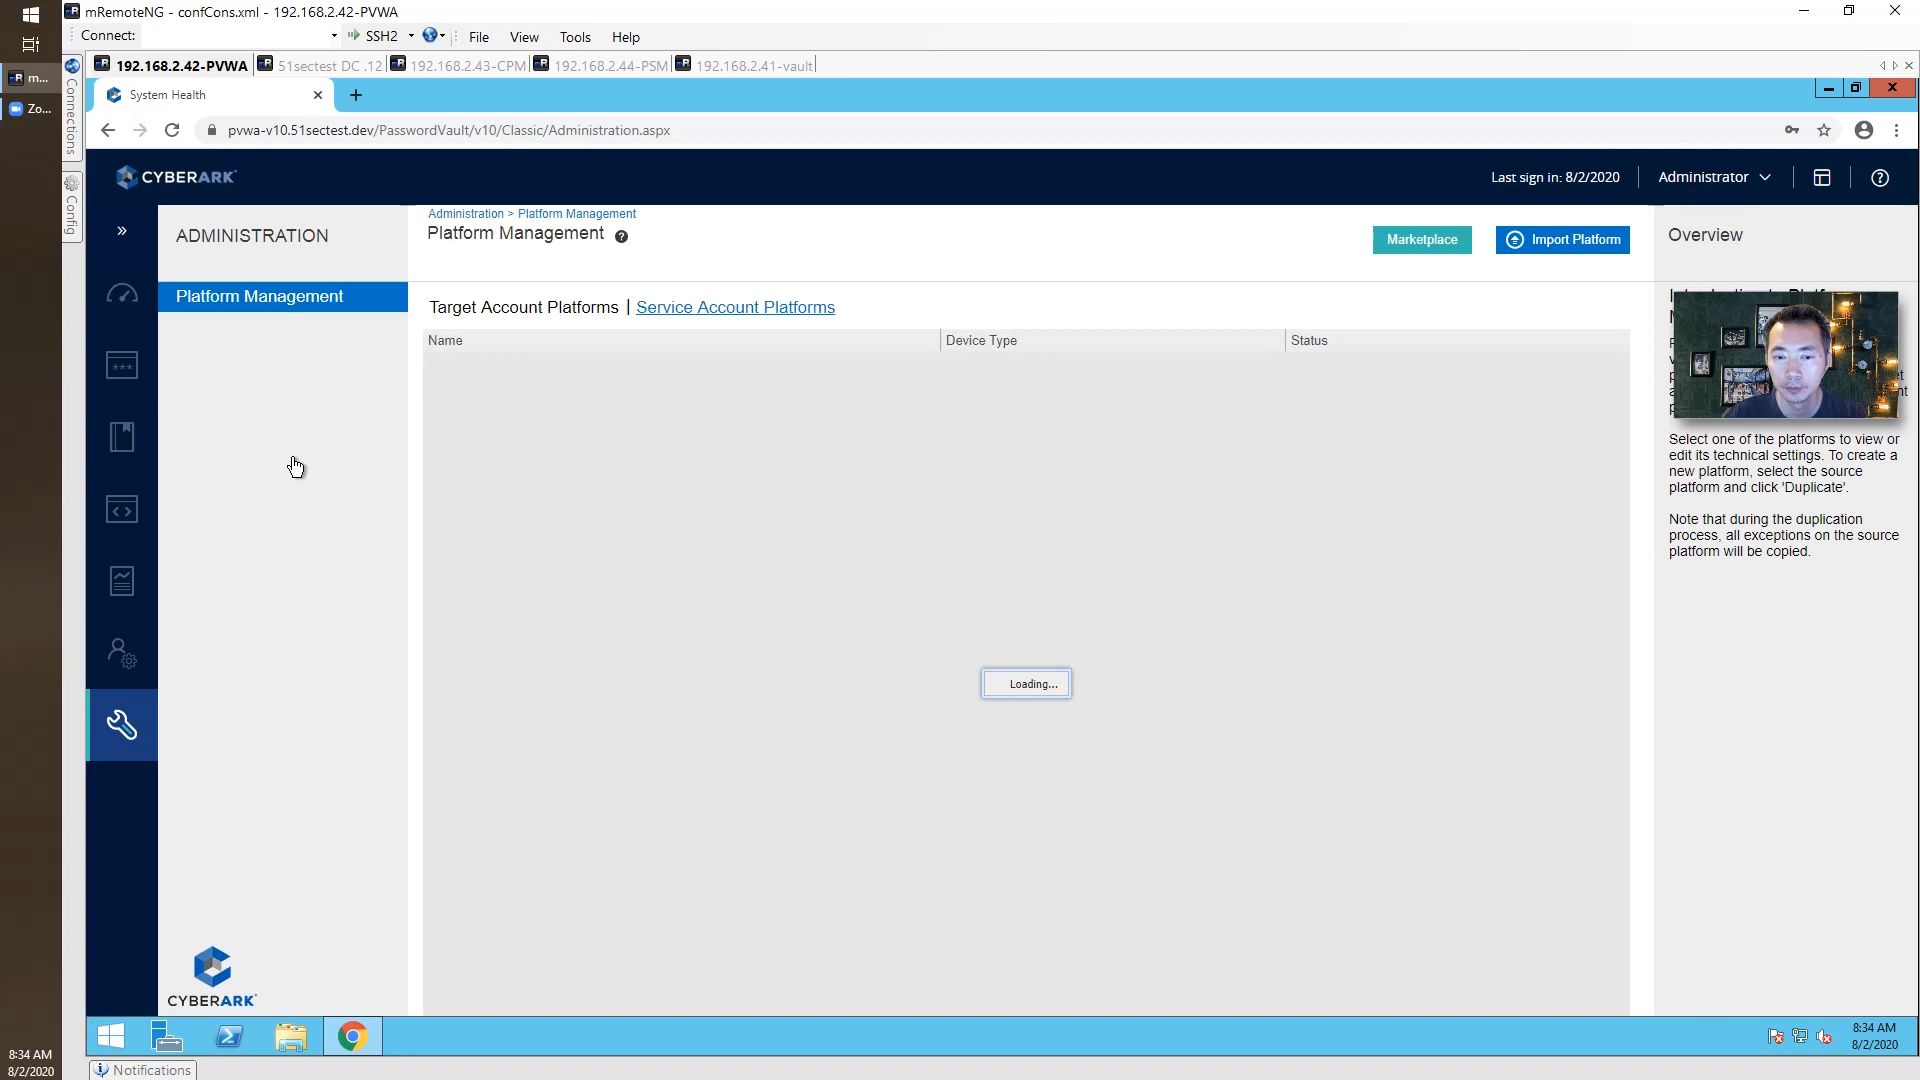 mRemoteNG - confCons.xml - 192.168.2.42-PVWA
Connect:
SSH2
File
View
Tools
Help
m...
Zo...
Connections
Config
192.168.2.42-PVWA
51sectest DC .12
192.168.2.43-CPM
192.168.2.44-PSM
192.168.2.41-vault
System Health
pvwa-v10.51sectest.dev/PasswordVault/v10/Classic/Administration.aspx
CYBERARK
Last sign in: 8/2/2020
Administrator
ADMINISTRATION
Platform Management
Administration > Platform Management
Platform Management
Marketplace
Import Platform
Target Account Platforms | Service Account Platforms
Name
Device Type
Status
Loading...
Overview
Select one of the platforms to view or
edit its technical settings. To create a
new platform, select the source
platform and click 'Duplicate'.
Note that during the duplication
process, all exceptions on the source
platform will be copied.
CYBERARK
8:34 AM
8/2/2020
8:34 AM
8/2/2020
Notifications